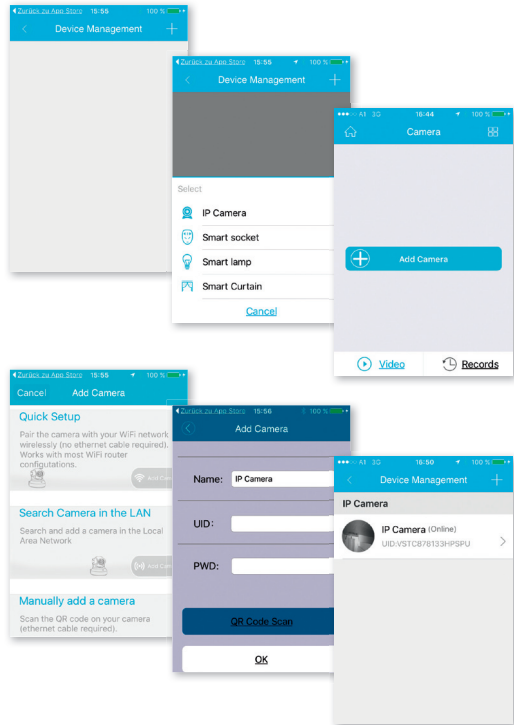 Zurück zu App Store 15:55 100 %
Device Management
Zurück zu App Store 15:55 100 %
Device Management
Select
IP Camera
Smart socket
Smart lamp
Smart Curtain
Cancel
A1 3G 15:44 100 %
Camera
Add Camera
Video Records
Zurück zu App Store 15:55 100 %
Cancel Add Camera
Quick Setup
Pair the camera with your WiFi network
wirelessly (no ethernet cable required).
Works with most WiFi router
configutations.
Add Cam
Search Camera in the LAN
Search and add a camera in the Local
Area Network
Add Cam
Manually add a camera
Scan the QR code on your camera
(ethernet cable required).
Zurück zu App Store 15:56 100 %
Add Camera
Name: IP Camera
UID:
PWD:
QR Code Scan
OK
A1 3G 16:50 100 %
Device Management
IP Camera
IP Camera (Online)
UID:VSTC878133HPSPU